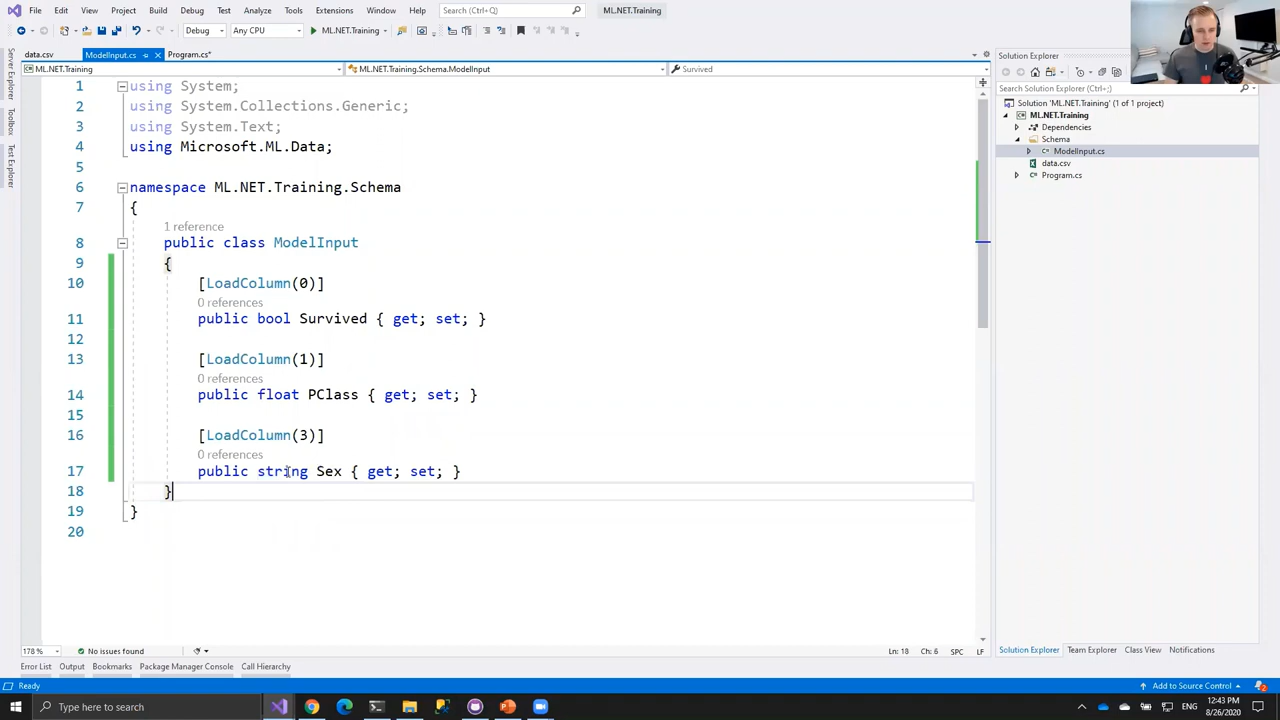 File Edit View Project Build Debug Test Analyze Tools Extensions Window Help Search (Ctrl+Q) ML.NET.Training
Debug Any CPU ML.NET.Training
data.csv ModelInput.cs Program.cs*
ML.NET.Training ML.NET.Training.Schema.ModelInput Survived
Server Explorer
Toolbox
Test Explorer
1 using System;
2 using System.Collections.Generic;
3 using System.Text;
4 using Microsoft.ML.Data;
5
6 namespace ML.NET.Training.Schema
7 {
1 reference
8 public class ModelInput
9 {
10 [LoadColumn(0)]
0 references
11 public bool Survived { get; set; }
12
13 [LoadColumn(1)]
0 references
14 public float PClass { get; set; }
15
16 [LoadColumn(3)]
0 references
17 public string Sex { get; set; }
18 }
19 }
20
178 % No issues found Ln: 18 Ch: 6 SPC LF
Error List Output Bookmarks Package Manager Console Call Hierarchy
Solution Explorer
Search Solution Explorer (Ctrl+;)
Solution 'ML.NET.Training' (1 of 1 project)
ML.NET.Training
Dependencies
Schema
ModelInput.cs
data.csv
Program.cs
Solution Explorer Team Explorer Class View Notifications
Ready Add to Source Control 2
Type here to search ENG 12:43 PM
8/26/2020